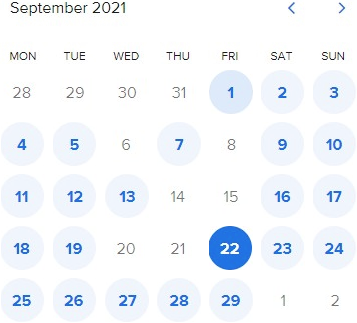 September 2021
MON TUE WED THU FRI SAT SUN
28 29 30 31 1 2 3
4 5 6 7 8 9 10
11 12 13 14 15 16 17
18 19 20 21 22 23 24
25 26 27 28 29 1 2